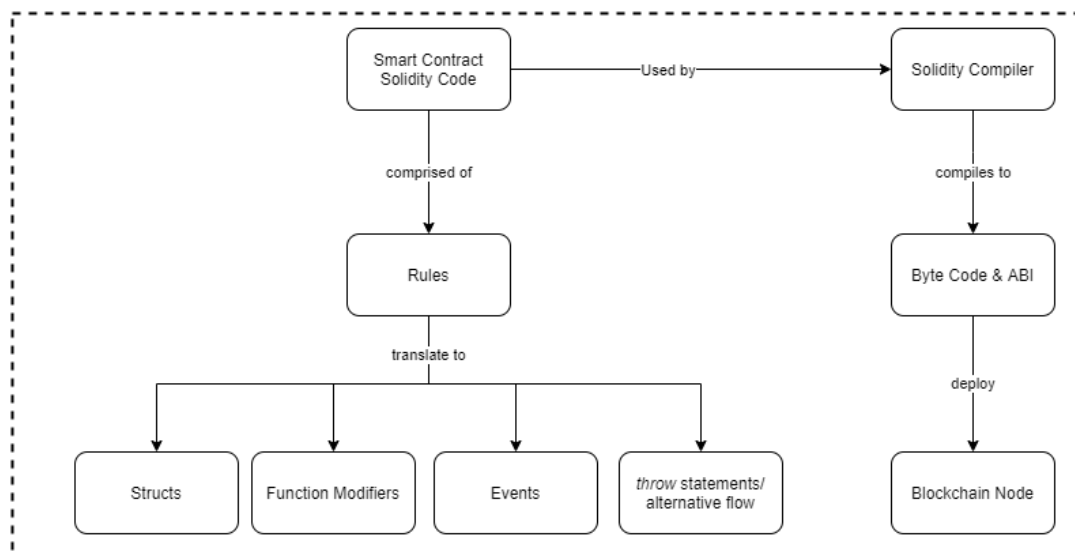 Smart Contract
Solidity Code
Used by
Solidity Compiler
comprised of
compiles to
Rules
Byte Code & ABI
translate to
deploy
Structs
Function Modifiers
Events
throw statements/
alternative flow
Blockchain Node